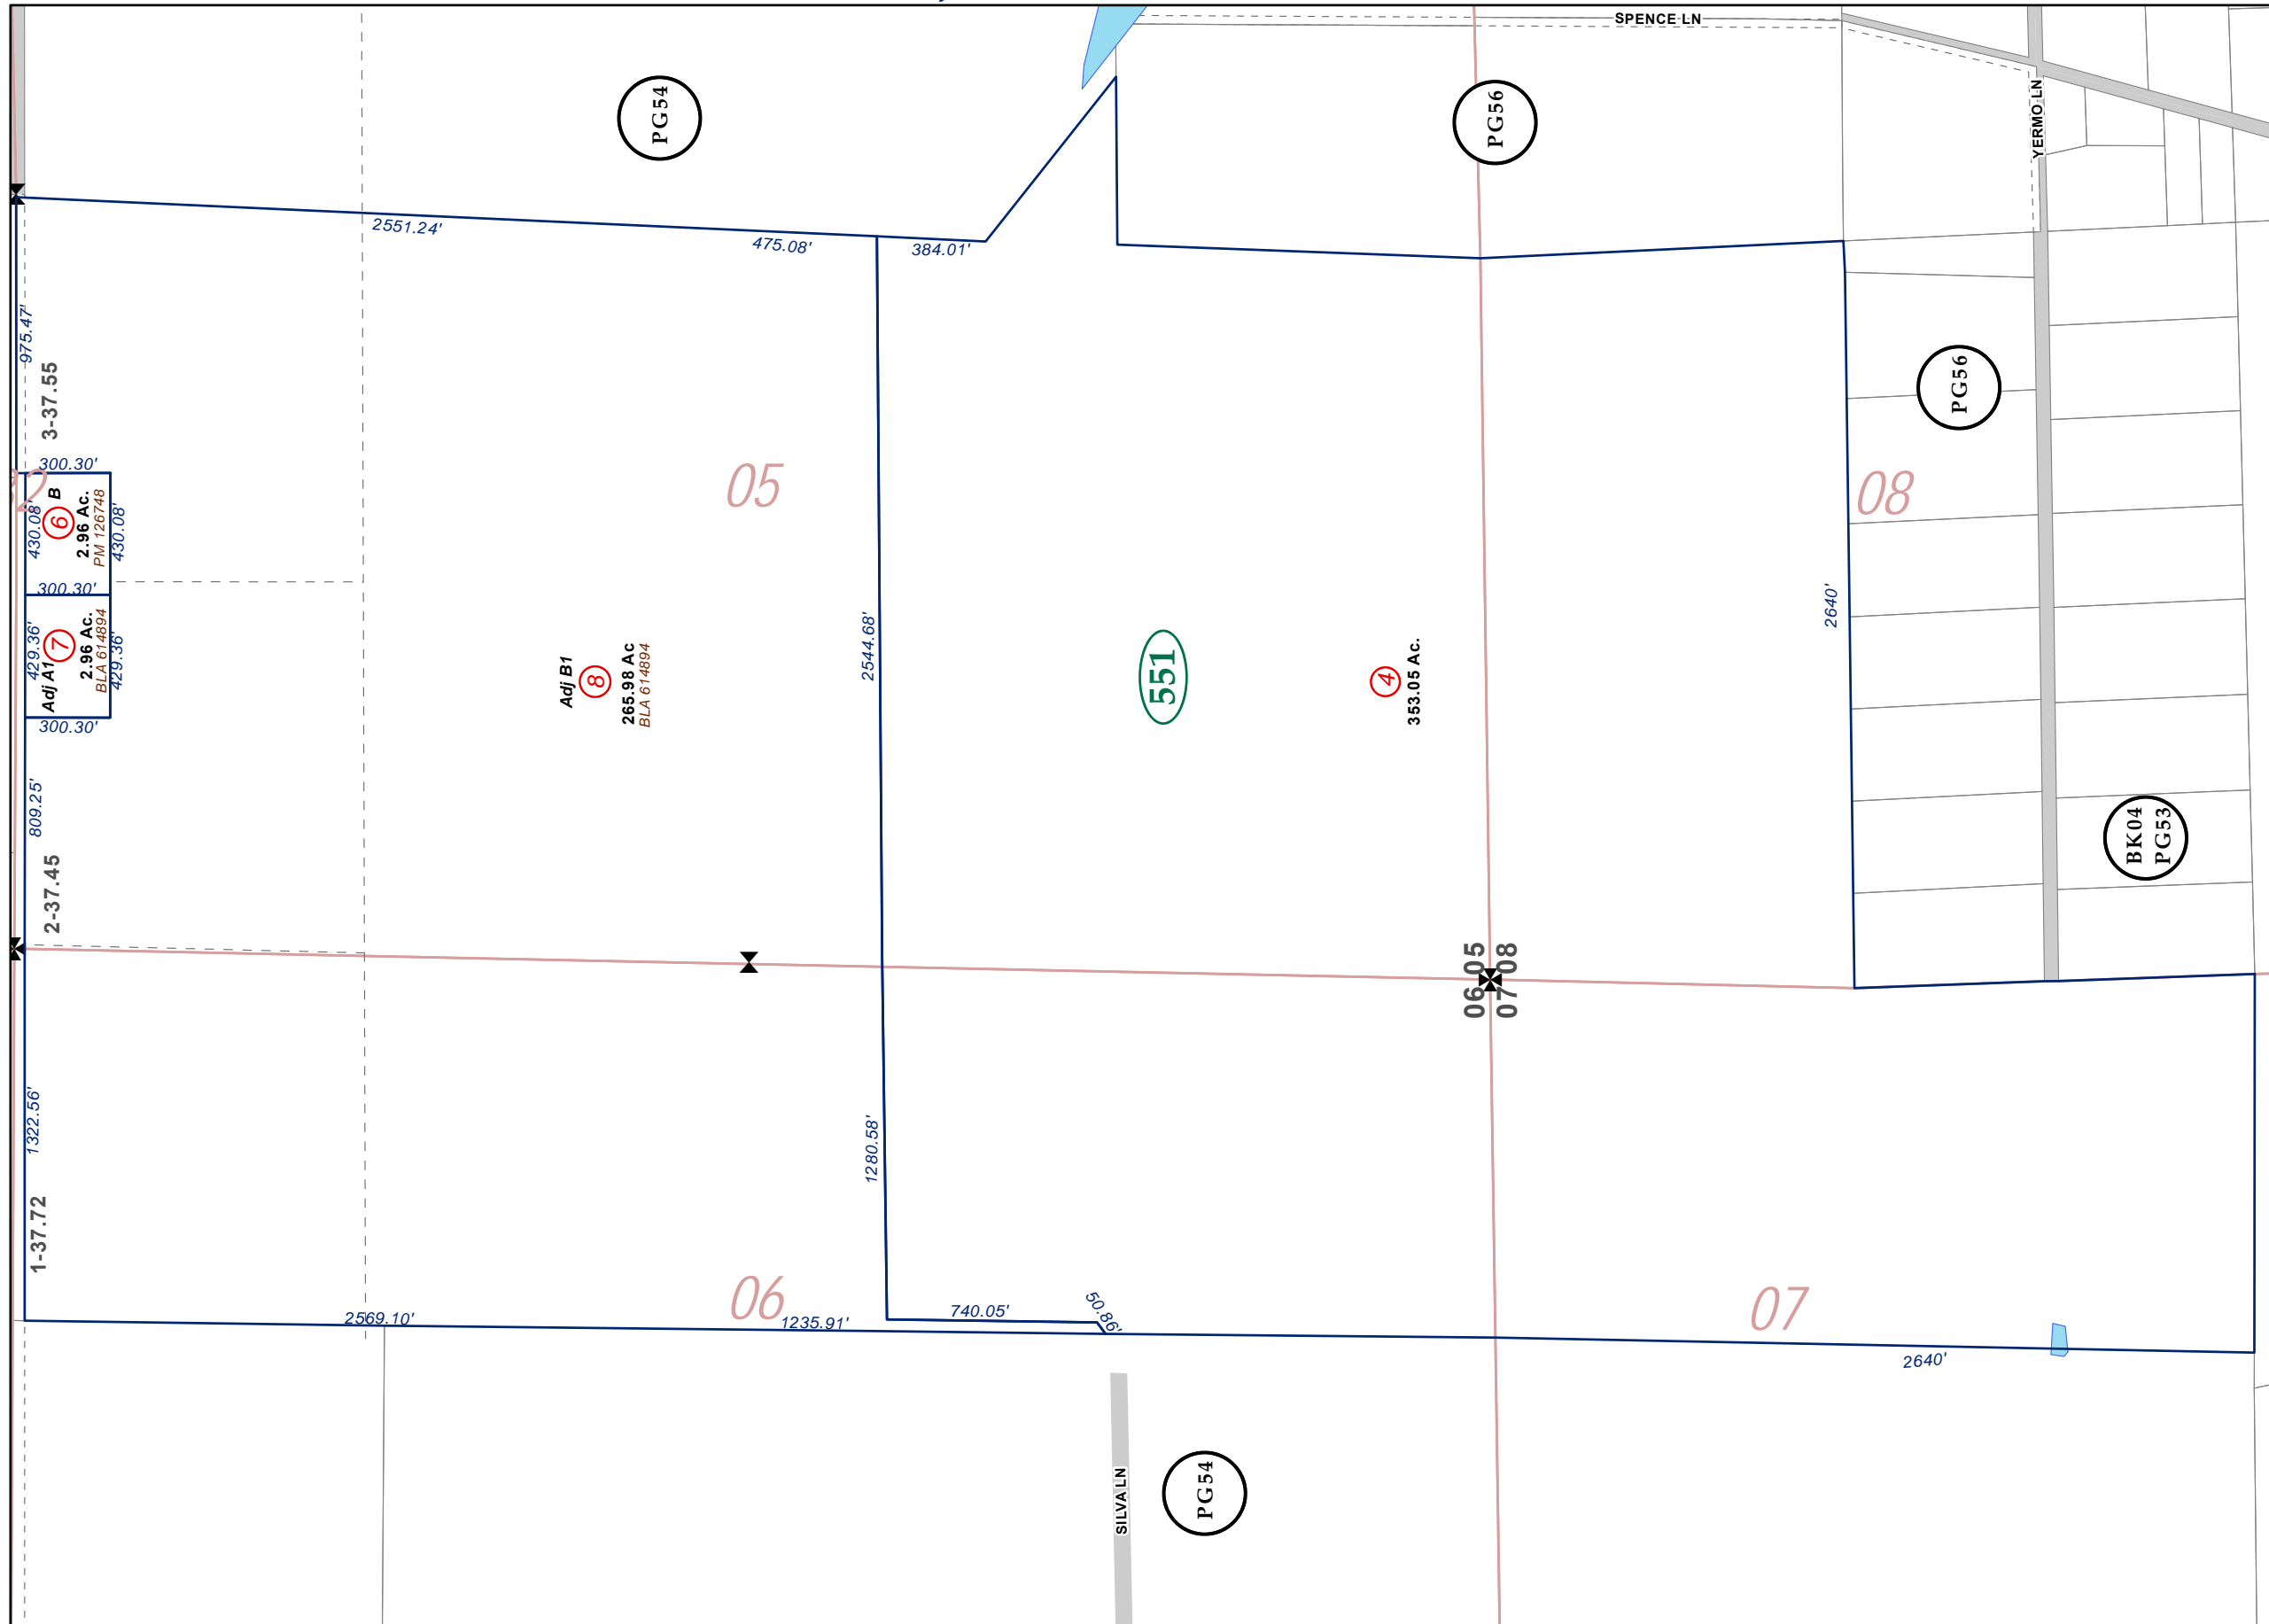 SPENCE LN
YERMO LN
PG54
PG56
2551.24'
475.08'
384.01'
975.47'
3-37.55
PG56
300.30'
05
08
430.08'
6
B
2.96 Ac.
PM 126748
430.08'
300.30'
429.36'
Adj A1
7
2.96 Ac.
BLA 614894
429.36'
300.30'
Adj B1
8
265.98 Ac
BLA 614894
2544.68'
551
4
353.05 Ac.
2640'
809.25'
2-37.45
BK04
PG53
06 05
07 08
1322.56'
1280.58'
1-37.72
06
07
2569.10'
1235.91'
740.05'
50.86'
2640'
SILVA LN
PG54